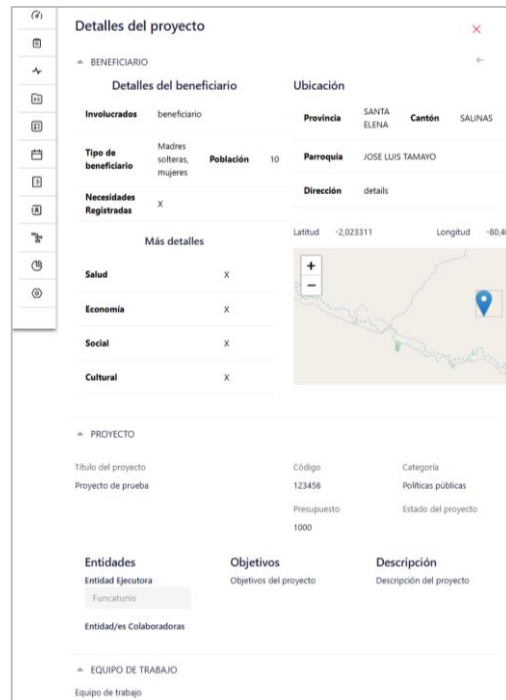 Detalles del proyecto
BENEFICIARIO
Detalles del beneficiario
Involucrados beneficiario
Tipo de beneficiario Madres solteras, mujeres Población 10
Necesidades Registradas X
Más detalles
Salud X
Economía X
Social X
Cultural X
Ubicación
Provincia SANTA ELENA Cantón SALINAS
Parroquia JOSE LUIS TAMAYO
Dirección details
Latitud -2,023311 Longitud
+
−
PROYECTO
Título del proyecto Código Categoría
Proyecto de prueba 123456 Políticas públicas
Presupuesto Estado del proyecto
1000
Entidades Objetivos Descripción
Entidad Ejecutora Objetivos del proyecto Descripción del proyecto
Funcatunis
Entidad/es Colaboradoras
EQUIPO DE TRABAJO
Equipo de trabajo